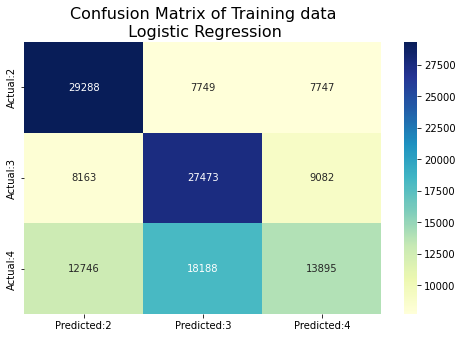 Confusion Matrix of Training data
Logistic Regression
Actual:2
29288 7749 7747
Actual:3
8163 27473 9082
Actual:4
12746 18188 13895
Predicted:2 Predicted:3 Predicted:4
27500
25000
22500
20000
17500
15000
12500
10000